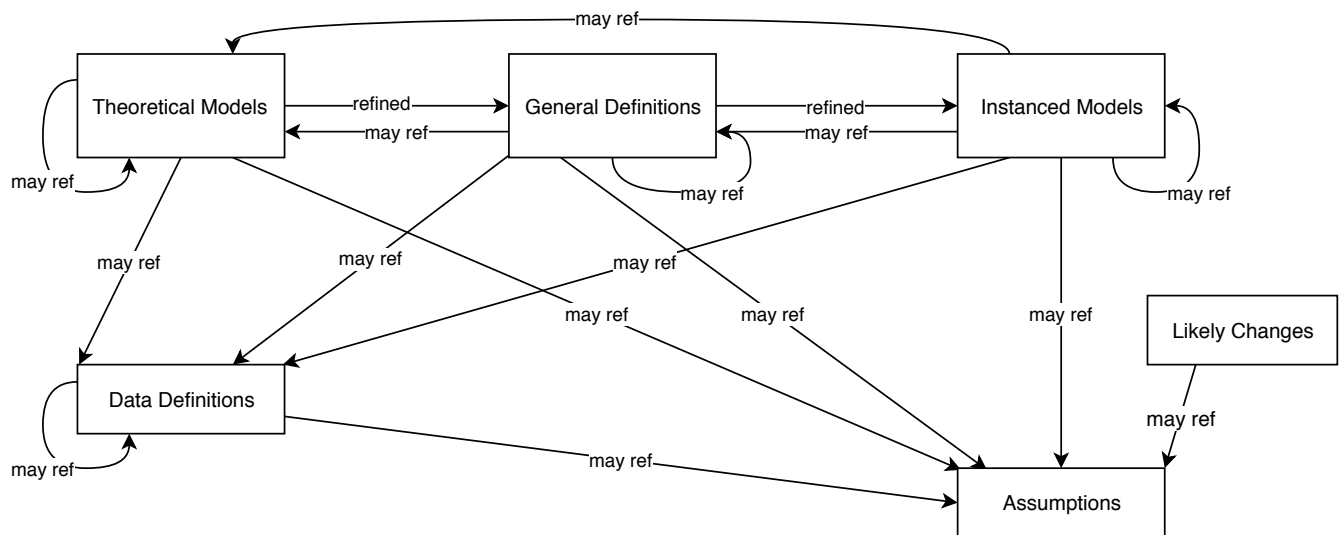 may ref
Theoretical Models
refined
General Definitions
refined
Instanced Models
may ref
may ref
may ref
may ref
may ref
may ref
may ref
may ref
may ref
may ref
may ref
Likely Changes
Data Definitions
may ref
may ref
may ref
Assumptions